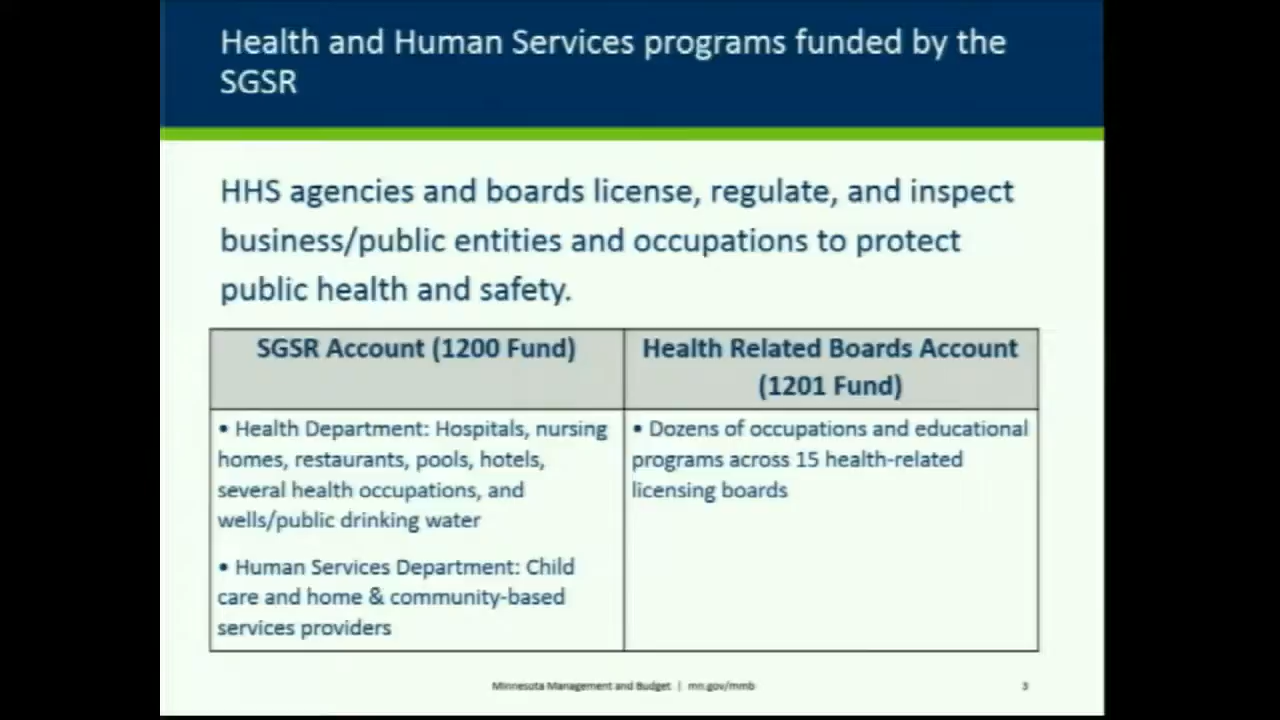 Health and Human Services programs funded by the
SGSR
HHS agencies and boards license, regulate, and inspect
business/public entities and occupations to protect
public health and safety.
SGSR Account (1200 Fund)
Health Related Boards Account
(1201 Fund)
• Health Department: Hospitals, nursing
homes, restaurants, pools, hotels,
several health occupations, and
wells/public drinking water
• Human Services Department: Child
care and home & community-based
services providers
• Dozens of occupations and educational
programs across 15 health-related
licensing boards
Minnesota Management and Budget | mn.gov/mmb
3